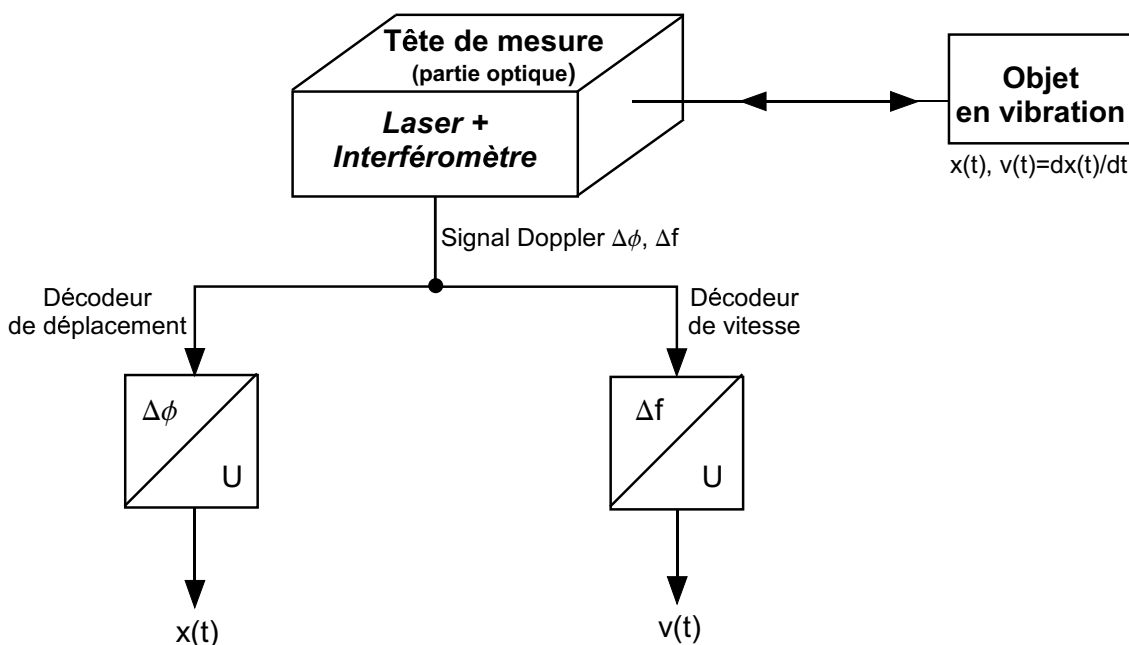 Tête de mesure
(partie optique)
Laser +
Interféromètre
Objet
en vibration
x(t), v(t)=dx(t)/dt
Signal Doppler Δϕ, Δf
Décodeur
de déplacement
Décodeur
de vitesse
Δϕ
U
Δf
U
x(t)
v(t)